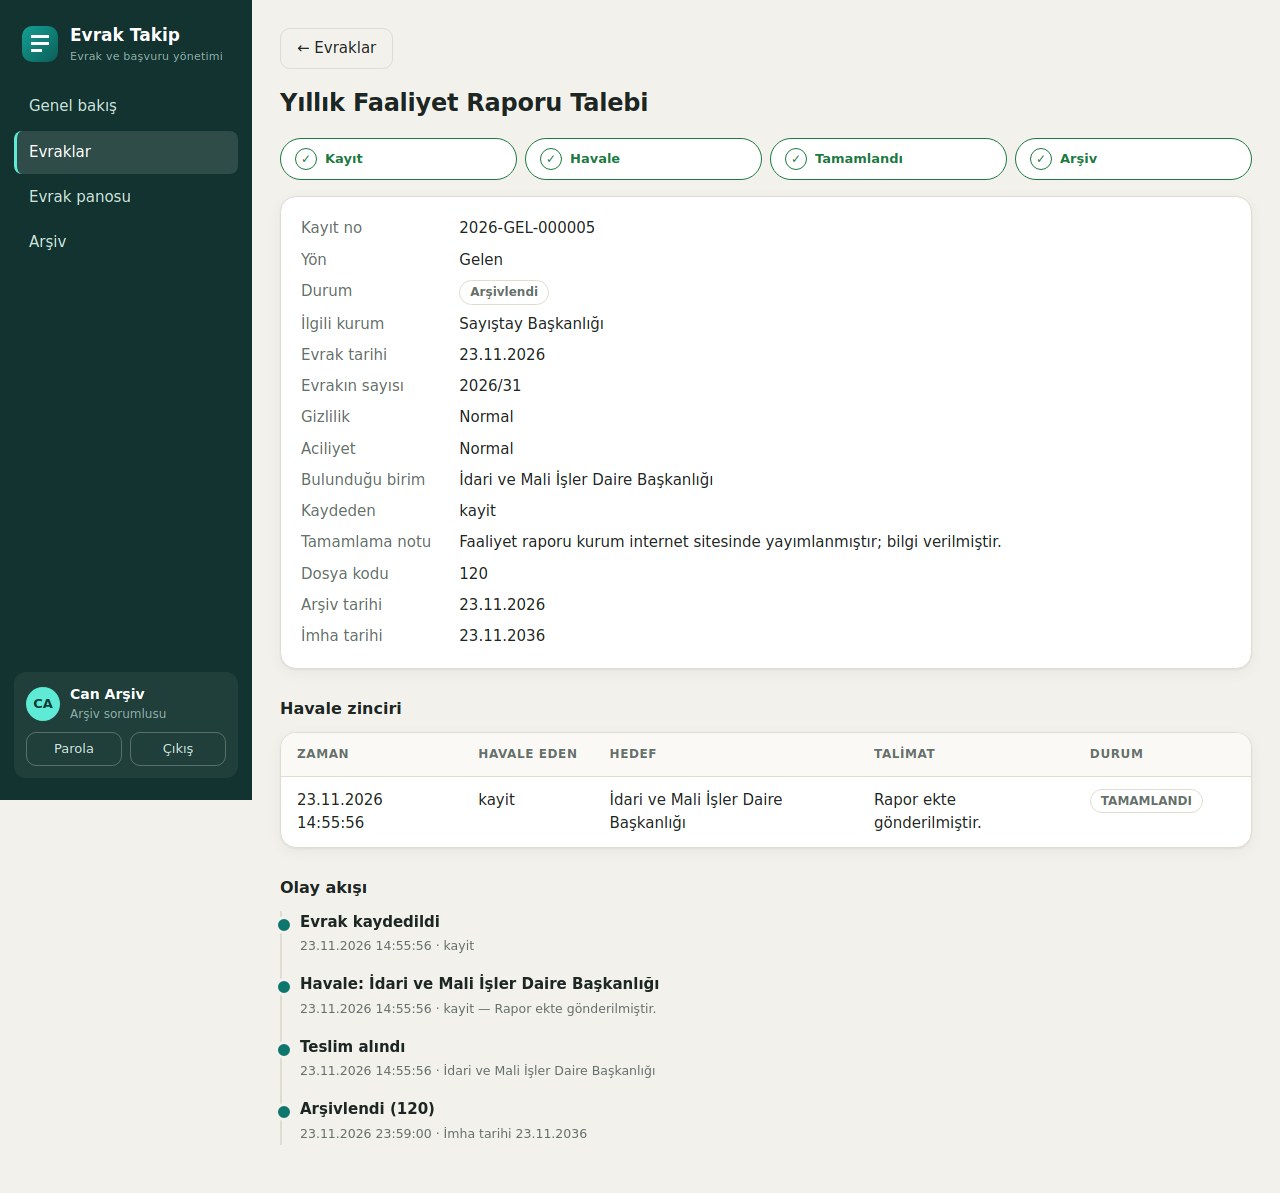 Evrak Takip
Evrak ve başvuru yönetimi
Genel bakış
Evraklar
Evrak panosu
Arşiv
CA
Can Arşiv
Arşiv sorumlusu
Parola
Çıkış
← Evraklar
Yıllık Faaliyet Raporu Talebi
✓ Kayıt
✓ Havale
✓ Tamamlandı
✓ Arşiv
Kayıt no 2026-GEL-000005
Yön Gelen
Durum Arşivlendi
İlgili kurum Sayıştay Başkanlığı
Evrak tarihi 23.11.2026
Evrakın sayısı 2026/31
Gizlilik Normal
Aciliyet Normal
Bulunduğu birim İdari ve Mali İşler Daire Başkanlığı
Kaydeden kayit
Tamamlama notu Faaliyet raporu kurum internet sitesinde yayımlanmıştır; bilgi verilmiştir.
Dosya kodu 120
Arşiv tarihi 23.11.2026
İmha tarihi 23.11.2036
Havale zinciri
ZAMAN HAVALE EDEN HEDEF TALİMAT DURUM
23.11.2026 kayit İdari ve Mali İşler Daire Rapor ekte TAMAMLANDI
14:55:56 Başkanlığı gönderilmiştir.
Olay akışı
Evrak kaydedildi
23.11.2026 14:55:56 · kayit
Havale: İdari ve Mali İşler Daire Başkanlığı
23.11.2026 14:55:56 · kayit — Rapor ekte gönderilmiştir.
Teslim alındı
23.11.2026 14:55:56 · İdari ve Mali İşler Daire Başkanlığı
Arşivlendi (120)
23.11.2026 23:59:00 · İmha tarihi 23.11.2036